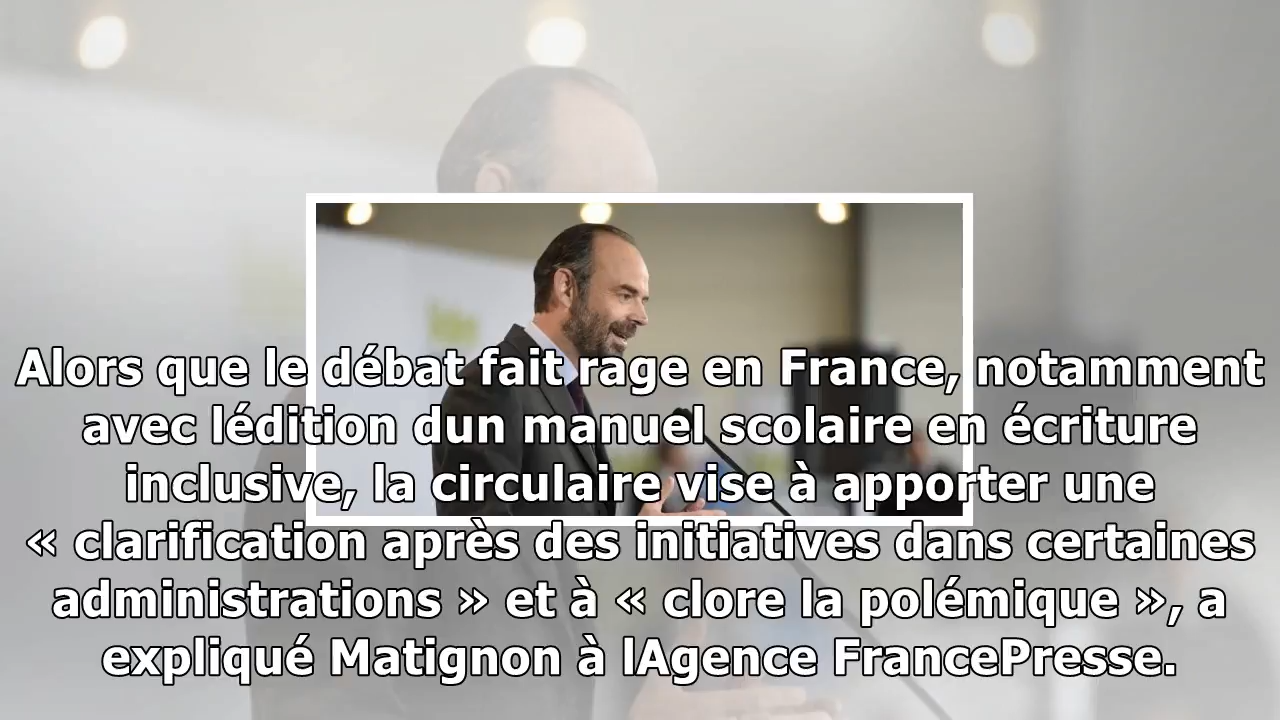 Alors que le débat fait rage en France, notamment
avec lédition dun manuel scolaire en écriture
inclusive, la circulaire vise à apporter une
« clarification après des initiatives dans certaines
administrations » et à « clore la polémique », a
expliqué Matignon à lAgence FrancePresse.